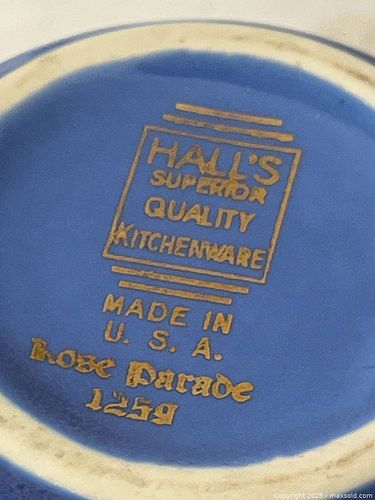 HALL'S
SUPERIOR
QUALITY
KITCHENWARE
MADE IN
U. S. A.
Rose Parade
1259
Copyright 2025 - maxsold.com